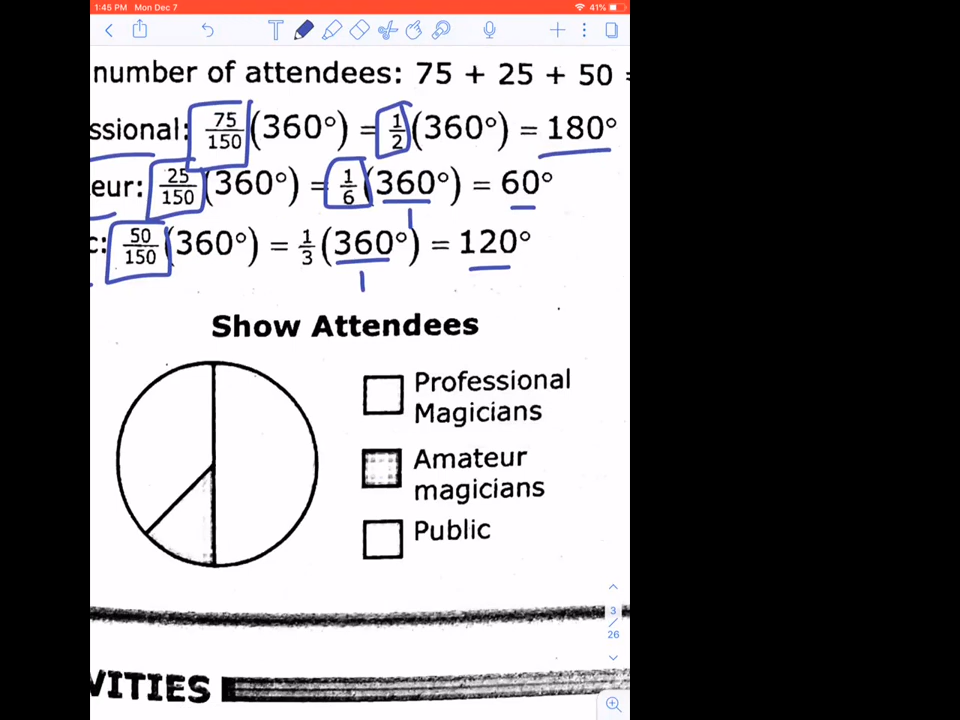 1:45 PM Mon Dec 7
41%
T
number of attendees: 75 + 25 + 50 =
ssional: 75/150 (360°) = 1/2 (360°) = 180°
eur: 25/150 (360°) = 1/6 (360°) = 60°
c: 50/150 (360°) = 1/3 (360°) = 120°
Show Attendees
Professional
Magicians
Amateur
magicians
Public
3
/
26
VITIES